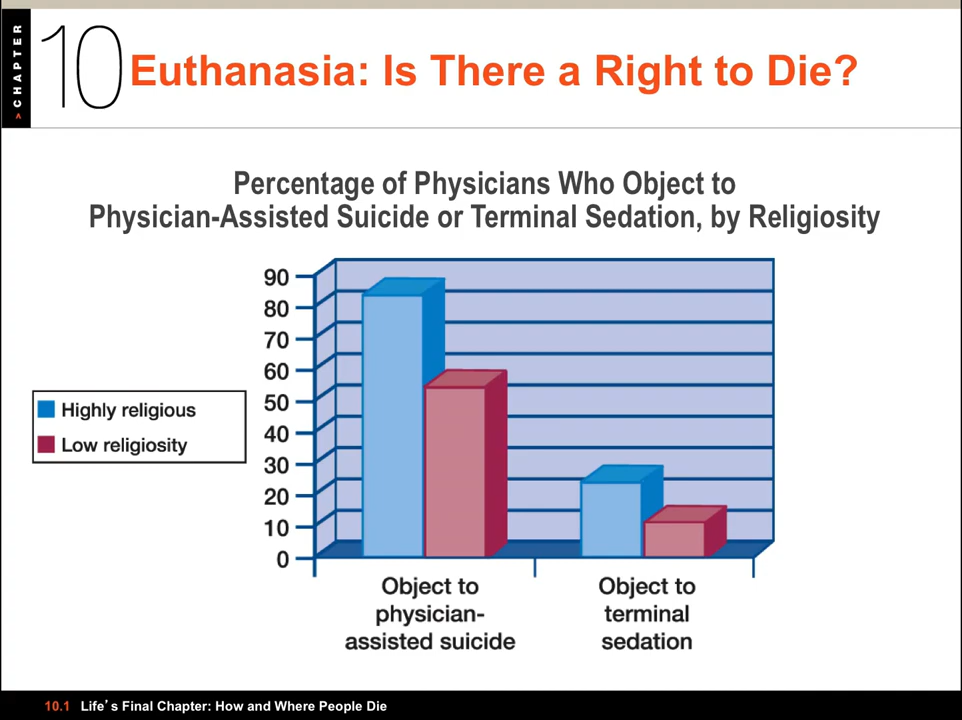 > CHAPTER
10
Euthanasia: Is There a Right to Die?
Percentage of Physicians Who Object to
Physician-Assisted Suicide or Terminal Sedation, by Religiosity
90
80
70
60
50
40
30
20
10
0
Highly religious
Low religiosity
Object to
physician-
assisted suicide
Object to
terminal
sedation
10.1 Life’s Final Chapter: How and Where People Die